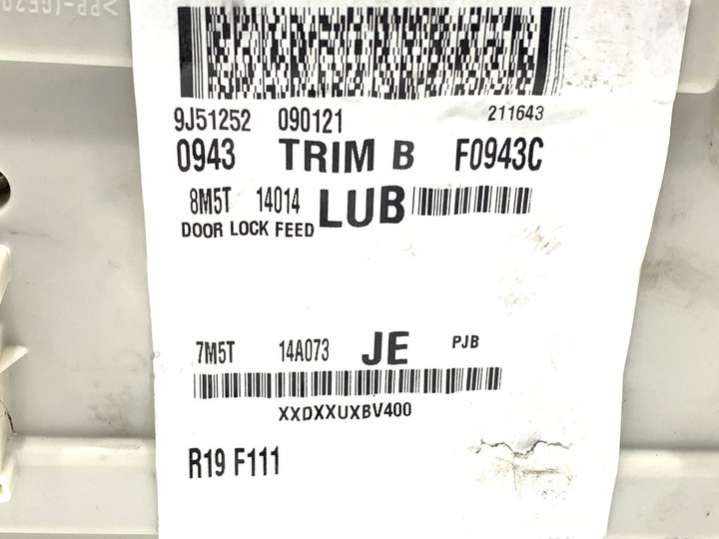 9J51252 090121 211643
0943 TRIM B F0943C
8M5T 14014 LUB
DOOR LOCK FEED
7M5T 14A073 JE PJB
XXDXXUXBV400
R19 F111